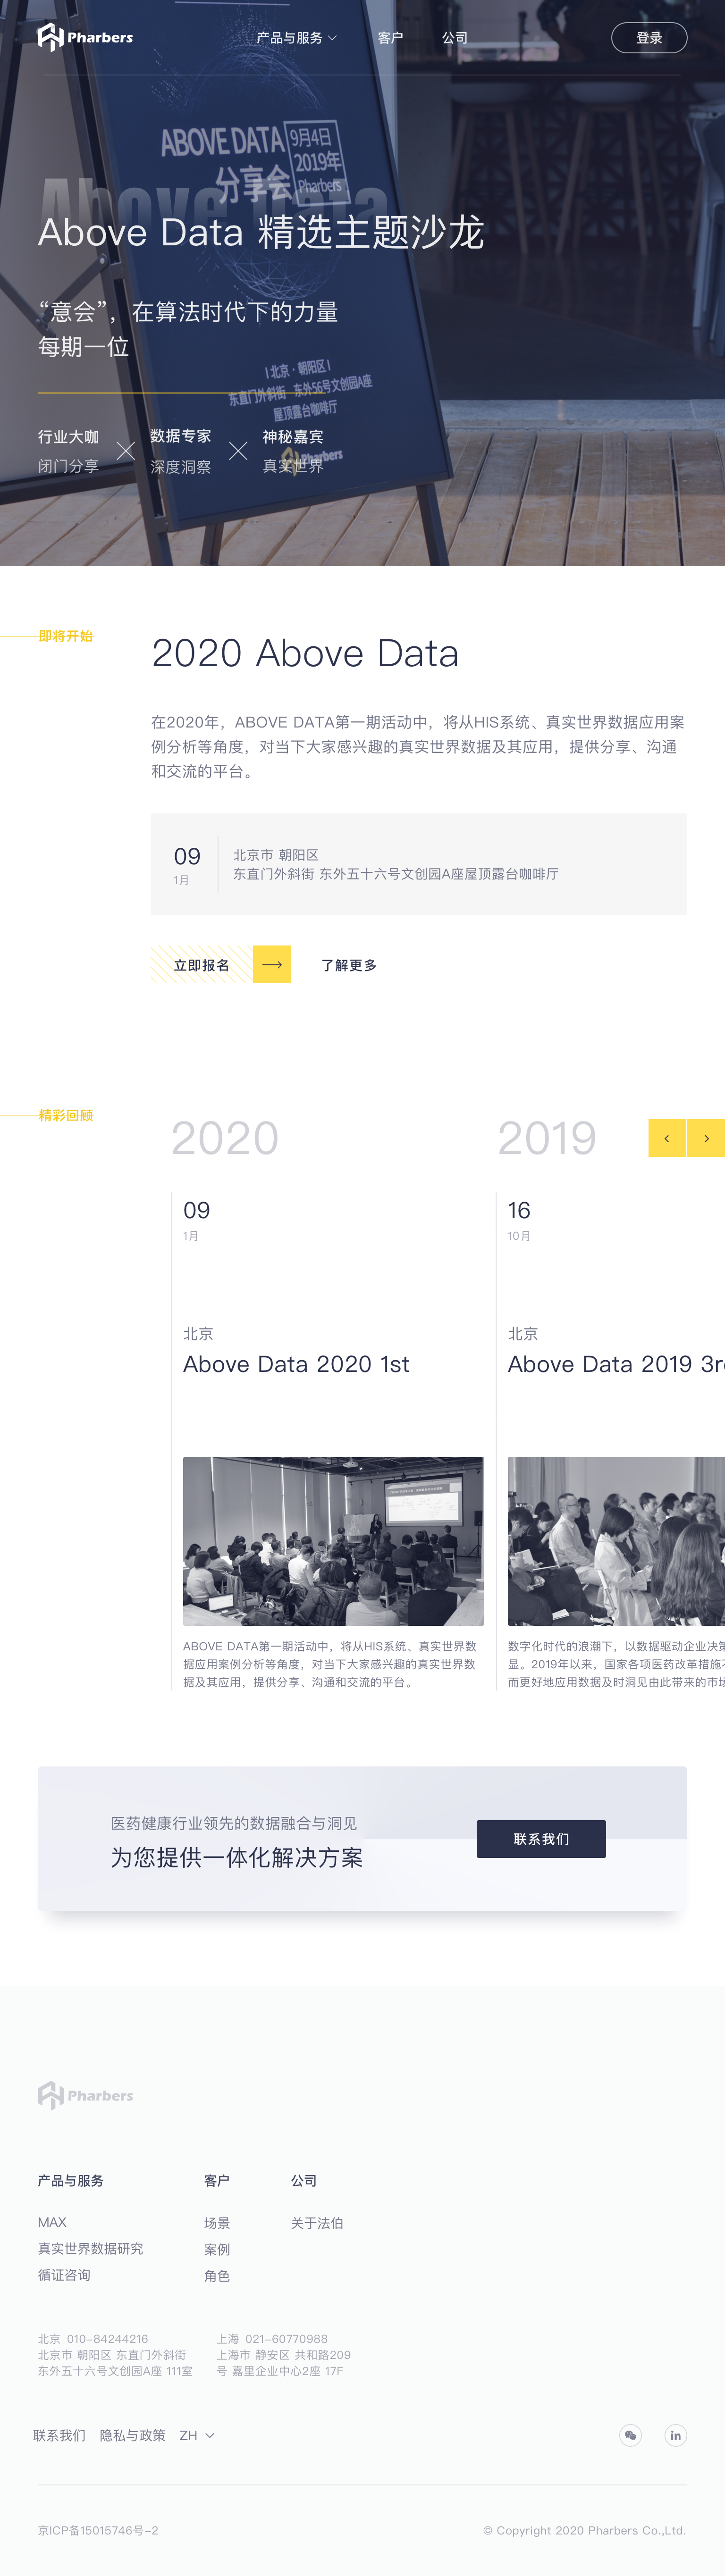 Pharbers
产品与服务
客户
公司
登录
ABOVE DATA
分享会
9月4日
2019年
Pharbers
Above Data
Above Data 精选主题沙龙
“意会”，在算法时代下的力量
每期一位
|北京·朝阳区|
东直门外斜街 东外56号文创园A座
屋顶露台咖啡厅
Pharbers
行业大咖
闭门分享
数据专家
深度洞察
神秘嘉宾
真实世界
即将开始
2020 Above Data
在2020年，ABOVE DATA第一期活动中，将从HIS系统、真实世界数据应用案
例分析等角度，对当下大家感兴趣的真实世界数据及其应用，提供分享、沟通
和交流的平台。
09
1月
北京市 朝阳区
东直门外斜街 东外五十六号文创园A座屋顶露台咖啡厅
立即报名
了解更多
精彩回顾
2020
09
1月
北京
Above Data 2020 1st
ABOVE DATA第一期活动中，将从HIS系统、真实世界数
据应用案例分析等角度，对当下大家感兴趣的真实世界数
据及其应用，提供分享、沟通和交流的平台。
2019
16
10月
北京
Above Data 2019 3r
数字化时代的浪潮下，以数据驱动企业决策
显。2019年以来，国家各项医药改革措施
而更好地应用数据及时洞见由此带来的市
医药健康行业领先的数据融合与洞见
为您提供一体化解决方案
联系我们
Pharbers
产品与服务
MAX
真实世界数据研究
循证咨询
客户
场景
案例
角色
公司
关于法伯
北京 010-84244216
北京市 朝阳区 东直门外斜街
东外五十六号文创园A座 111室
上海 021-60770988
上海市 静安区 共和路209
号 嘉里企业中心2座 17F
联系我们
隐私与政策
ZH
in
京ICP备15015746号-2
© Copyright 2020 Pharbers Co.,Ltd.